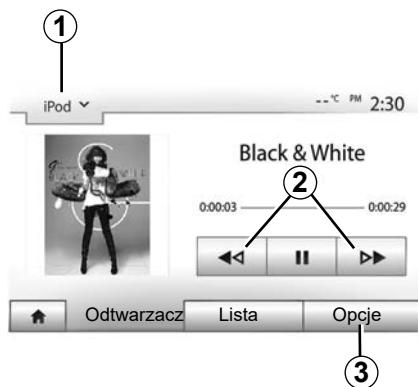 1
iPod
--°C PM 2:30
Black & White
2
0:00:03
0:00:29
Odtwarzacz
Lista
Opcje
3